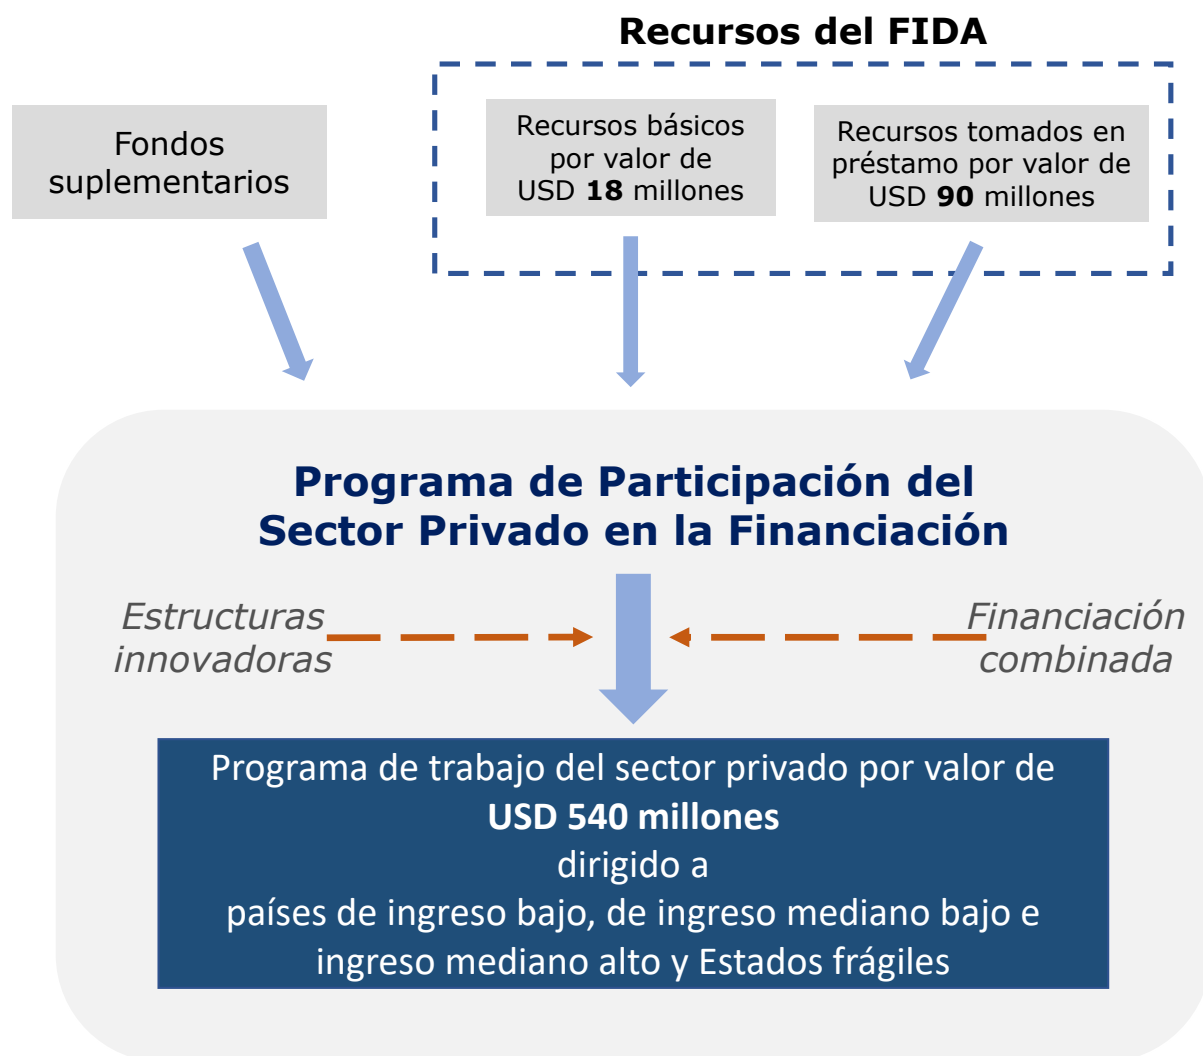 Recursos del FIDA
Fondos
suplementarios
Recursos básicos
por valor de
USD 18 millones
Recursos tomados en
préstamo por valor de
USD 90 millones
Programa de Participación del
Sector Privado en la Financiación
Estructuras
innovadoras
Financiación
combinada
Programa de trabajo del sector privado por valor de
USD 540 millones
dirigido a
países de ingreso bajo, de ingreso mediano bajo e
ingreso mediano alto y Estados frágiles